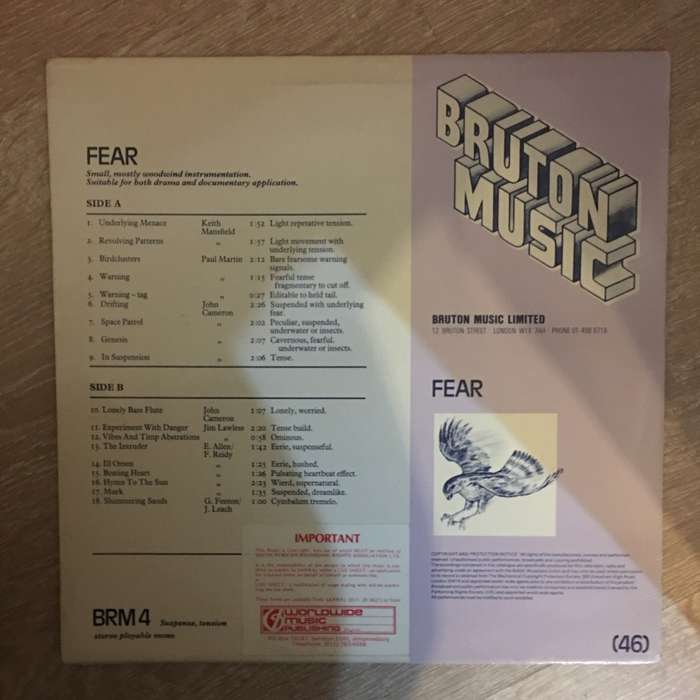 FEAR
Small, mostly woodwind instrumentation.
Suitable for both drama and documentary application.
SIDE A
1. Underlying Menace Keith Mansfield 1:52 Light repetative tension.
2. Revolving Patterns " 1:57 Light movement with underlying tension.
3. Birdclusters Paul Martin 2:12 Bare fearsome warning signals.
4. Warning " 1:15 Fearful tense fragmentary to cut off.
5. Warning - tag " 0:27 Editable to held tail.
6. Drifting John Cameron 2:26 Suspended with underlying fear.
7. Space Patrol " 2:02 Peculiar, suspended, underwater or insects.
8. Genesis " 2:07 Cavernous, fearful. underwater or insects.
9. In Suspension " 2:06 Tense.
SIDE B
10. Lonely Bass Flute John Cameron 1:07 Lonely, worried.
11. Experiment With Danger Jim Lawless 2:20 Tense build.
12. Vibes And Timp Abstrations " 0:58 Ominous.
13. The Intruder E. Allen/ F. Reidy 1:42 Eerie, suspenseful.
14. Ill Omen " 1:25 Eerie, hushed.
15. Beating Heart " 1:26 Pulsating heartbeat effect.
16. Hymn To The Sun " 2:23 Wierd, supernatural.
17. Murk " 1:35 Suspended, dreamlike.
18. Shimmering Sands G. Fenton/ J. Leach 1:00 Cymbalum tremelo.
BRM 4 Suspense, tension
stereo playable mono
IMPORTANT
WORLDWIDE
MUSIC
PUBLISHING
BRUTON
MUSIC
BRUTON MUSIC LIMITED
12 BRUTON STREET · LONDON W1X 7AH · PHONE 01-499
FEAR
(46)